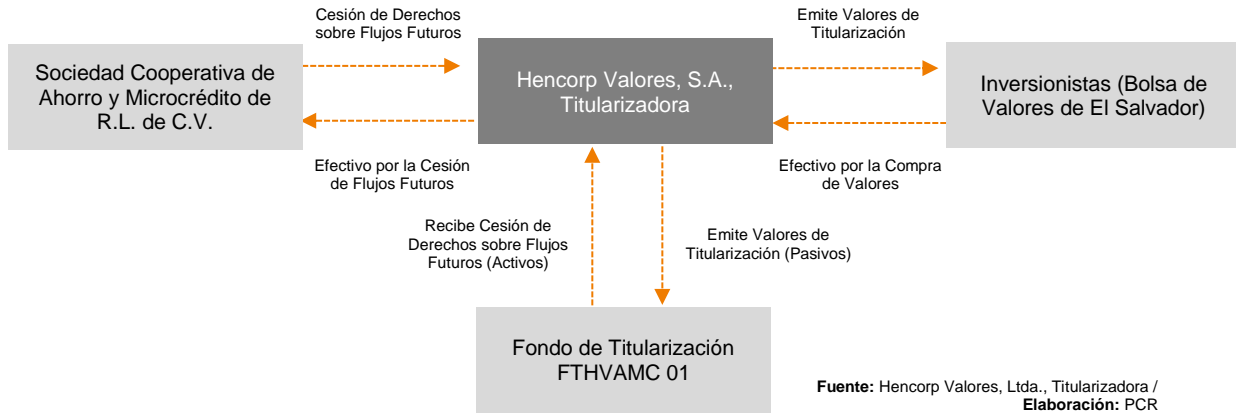 Cesión de Derechos
sobre Flujos Futuros
Emite Valores de
Titularización
Sociedad Cooperativa de
Ahorro y Microcrédito de
R.L. de C.V.
Hencorp Valores, S.A.,
Titularizadora
Inversionistas (Bolsa de
Valores de El Salvador)
Efectivo por la Cesión
de Flujos Futuros
Efectivo por la Compra
de Valores
Recibe Cesión de
Derechos sobre Flujos
Futuros (Activos)
Emite Valores de
Titularización (Pasivos)
Fondo de Titularización
FTHVAMC 01
Fuente: Hencorp Valores, Ltda., Titularizadora /
Elaboración: PCR